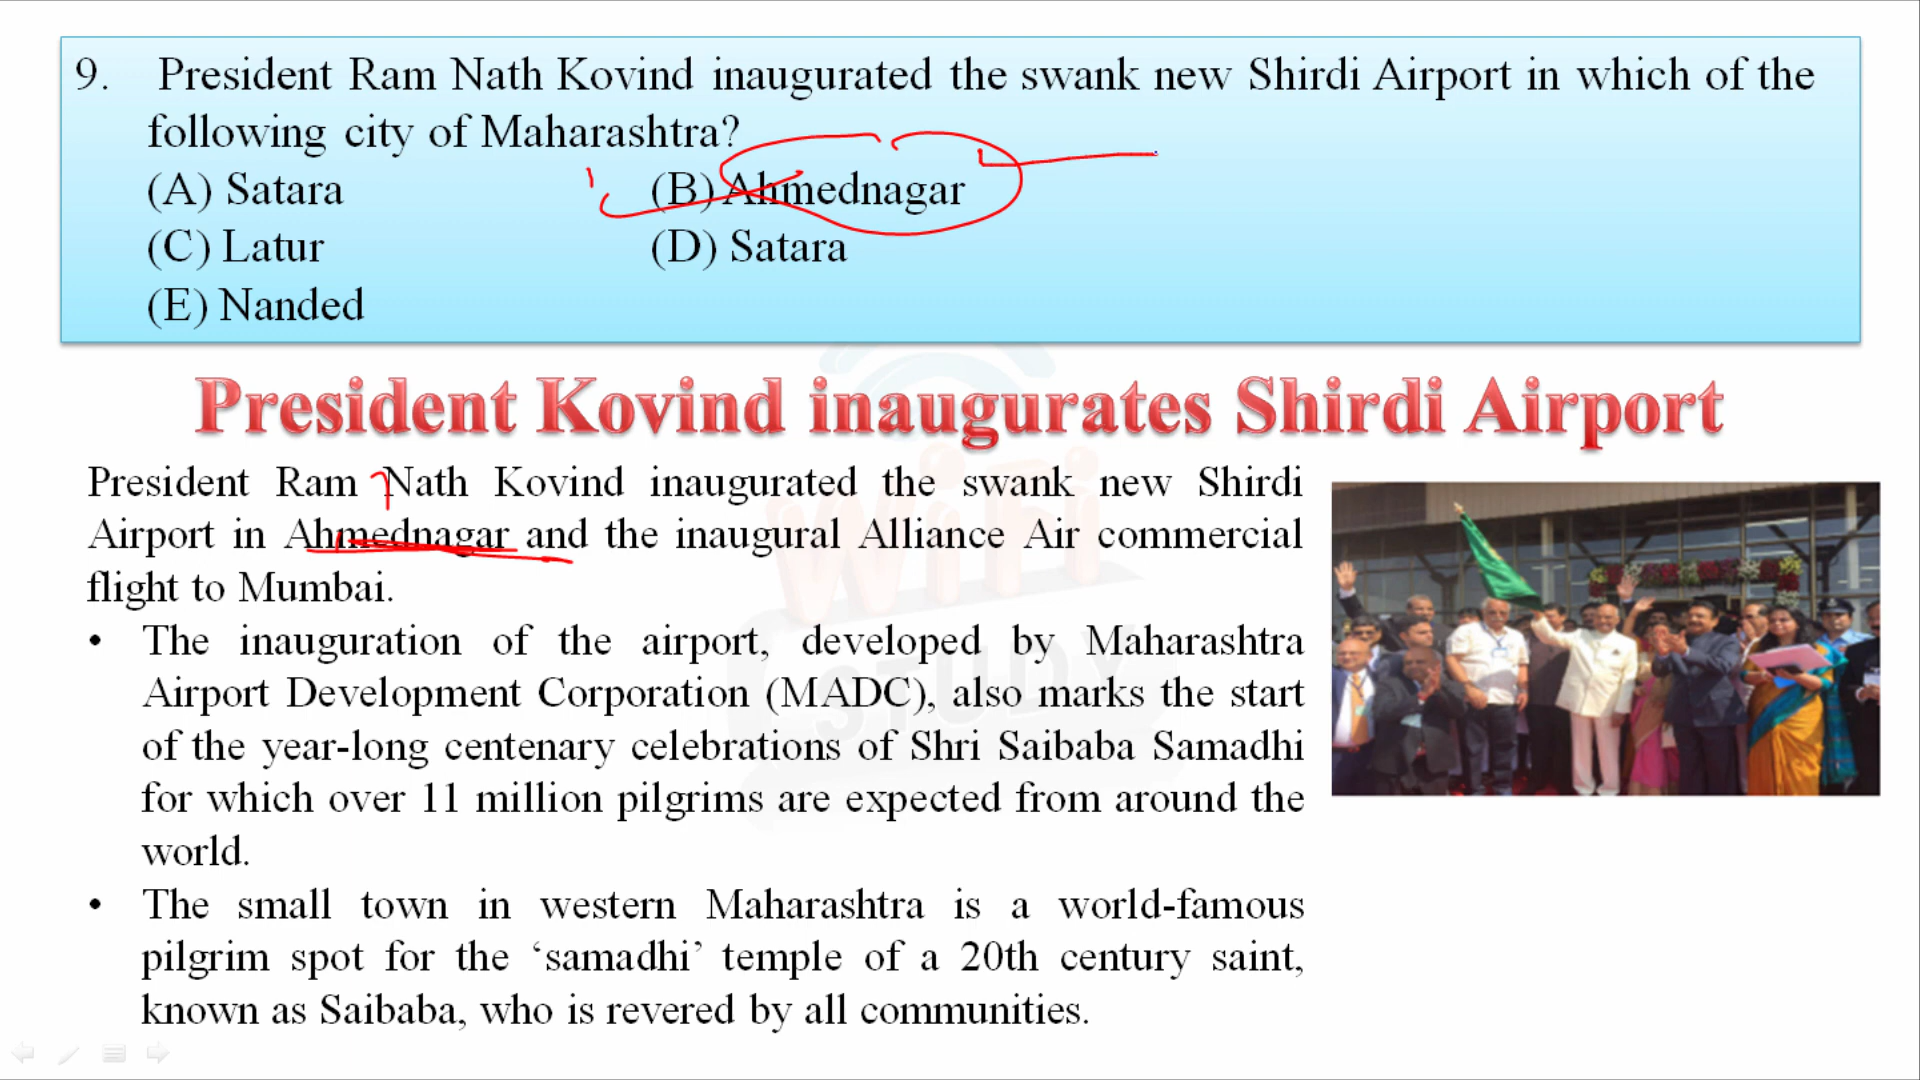 9. President Ram Nath Kovind inaugurated the swank new Shirdi Airport in which of the
following city of Maharashtra?
(A) Satara (B) Ahmednagar
(C) Latur (D) Satara
(E) Nanded
President Kovind inaugurates Shirdi Airport
President Ram Nath Kovind inaugurated the swank new Shirdi
Airport in Ahmednagar and the inaugural Alliance Air commercial
flight to Mumbai.
• The inauguration of the airport, developed by Maharashtra
Airport Development Corporation (MADC), also marks the start
of the year-long centenary celebrations of Shri Saibaba Samadhi
for which over 11 million pilgrims are expected from around the
world.
• The small town in western Maharashtra is a world-famous
pilgrim spot for the ‘samadhi’ temple of a 20th century saint,
known as Saibaba, who is revered by all communities.
WiFi
STUDY